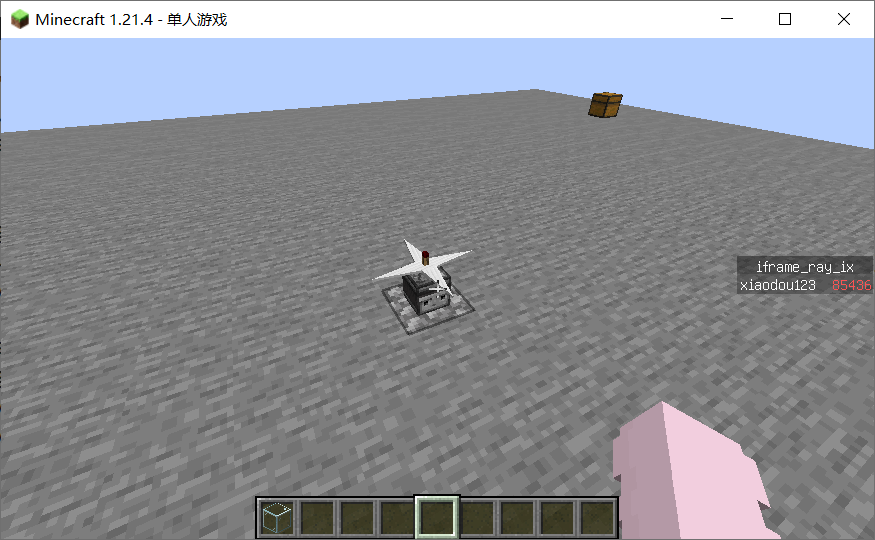 Minecraft 1.21.4 - 单人游戏
iframe_ray_ix
xiaodou123 85436